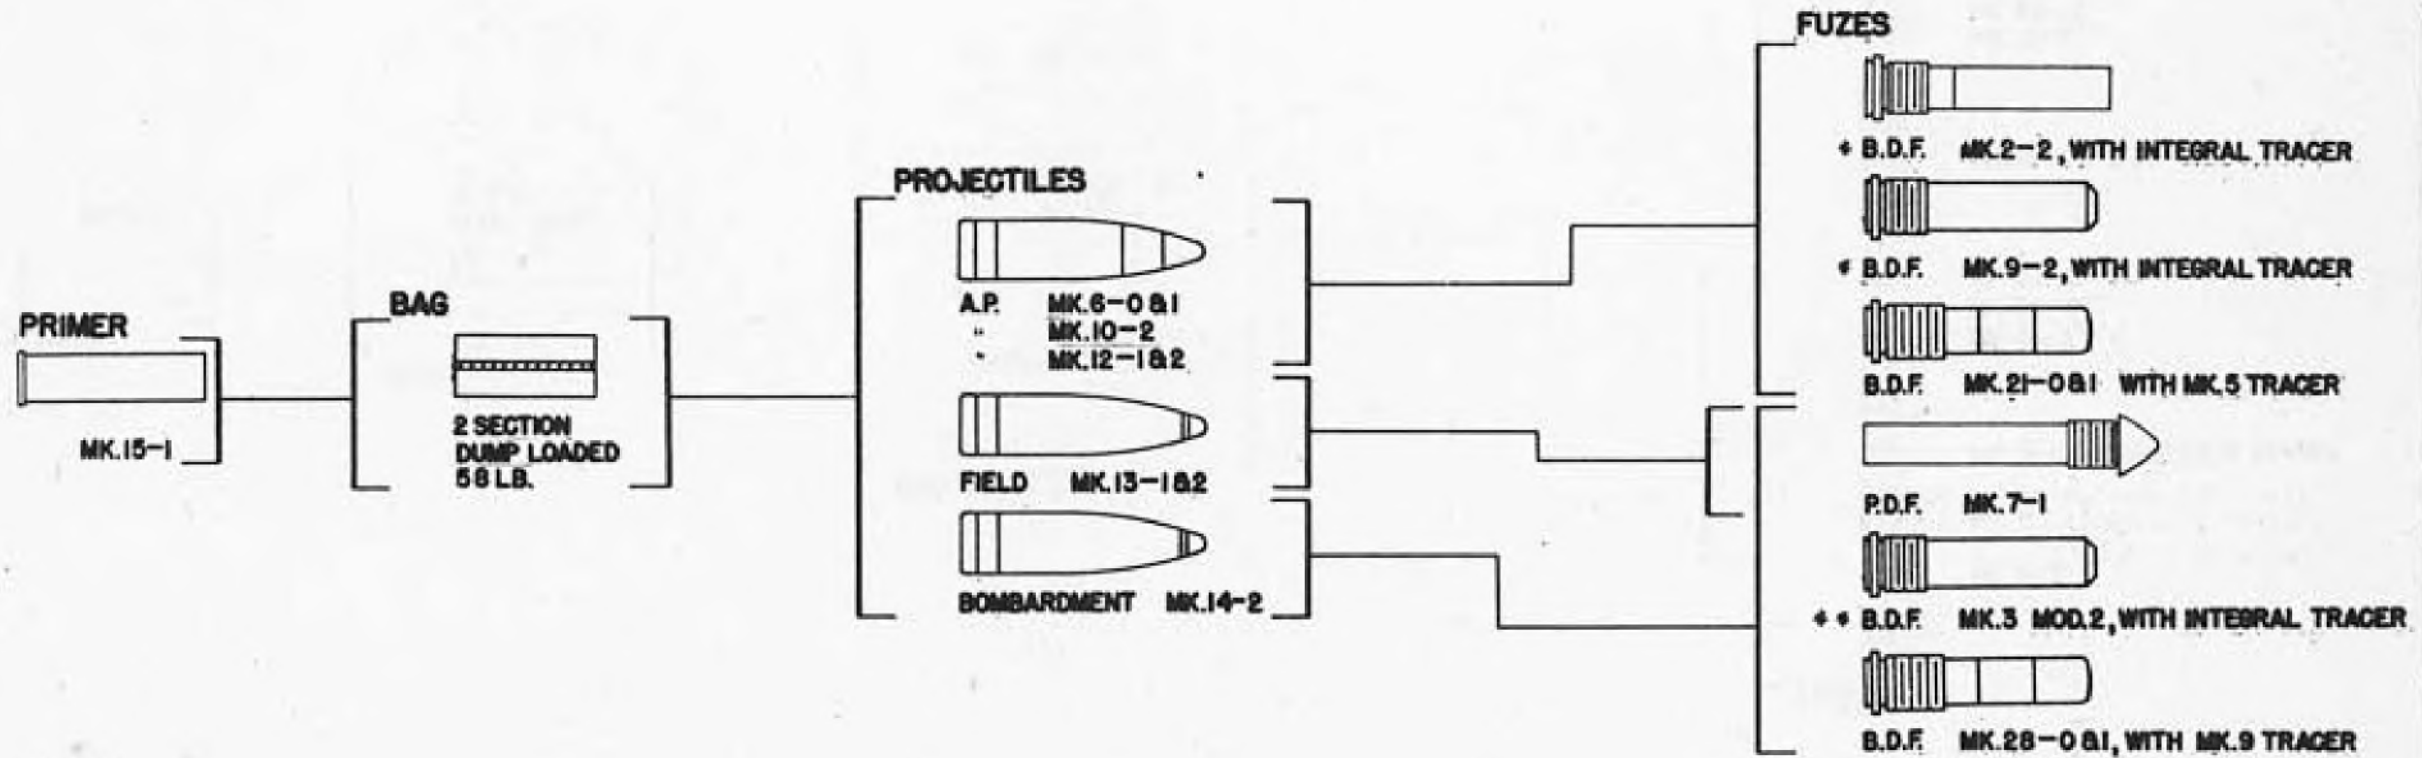 PRIMER
MK.15-1
BAG
2 SECTION
DUMP LOADED
58 LB.
PROJECTILES
A.P. MK.6-0&1
" MK.10-2
" MK.12-1&2
FIELD MK.13-1&2
BOMBARDMENT MK.14-2
FUZES
* B.D.F. MK.2-2, WITH INTEGRAL TRACER
* B.D.F. MK.9-2, WITH INTEGRAL TRACER
B.D.F. MK.21-0&1 WITH MK.5 TRACER
P.D.F. MK.7-1
* * B.D.F. MK.3 MOD.2, WITH INTEGRAL TRACER
B.D.F. MK.28-0&1, WITH MK.9 TRACER